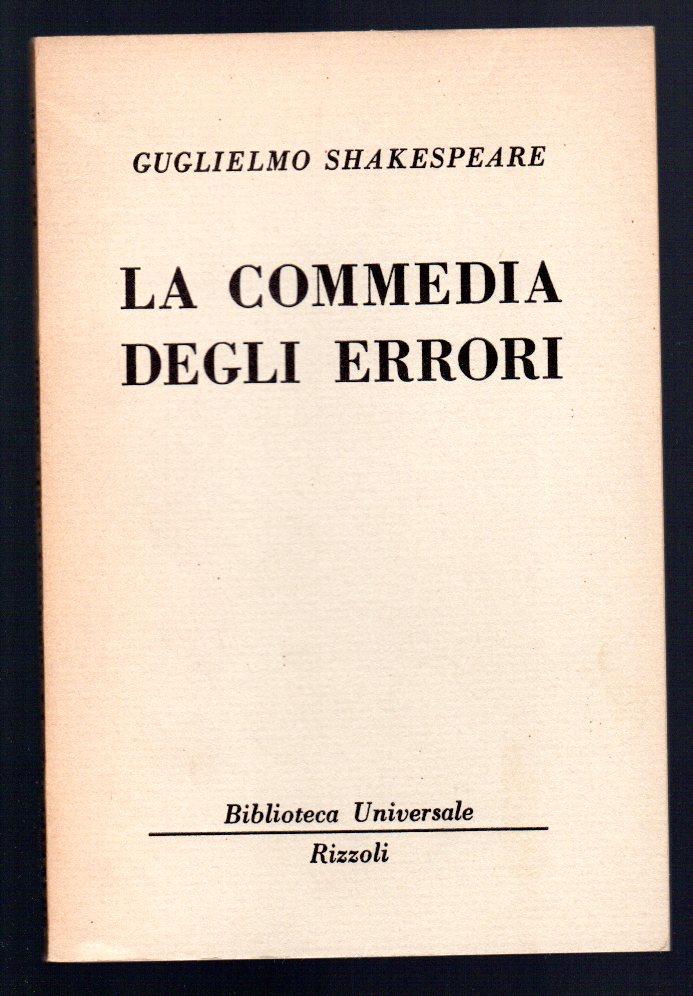 GUGLIELMO SHAKESPEARE
LA COMMEDIA
DEGLI ERRORI
Biblioteca Universale
Rizzoli